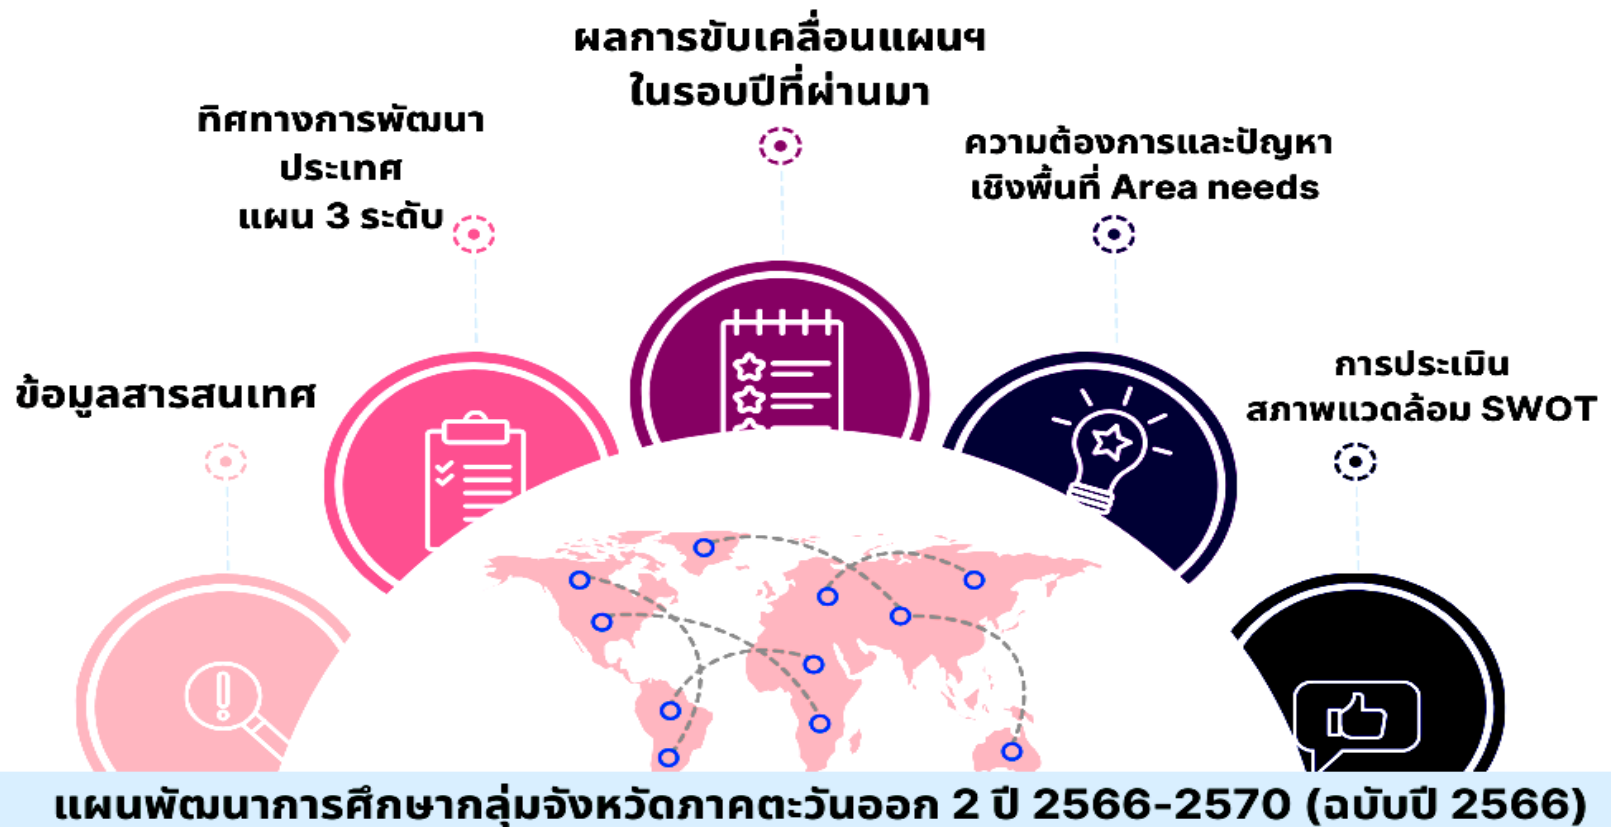 ผลการขับเคลื่อนแผนฯ
ในรอบปีที่ผ่านมา
ทิศทางการพัฒนา
ประเทศ
แผน 3 ระดับ
ความต้องการและปัญหา
เชิงพื้นที่ Area needs
ข้อมูลสารสนเทศ
การประเมิน
สภาพแวดล้อม SWOT
แผนพัฒนาการศึกษากลุ่มจังหวัดภาคตะวันออก 2 ปี 2566-2570 (ฉบับปี 2566)